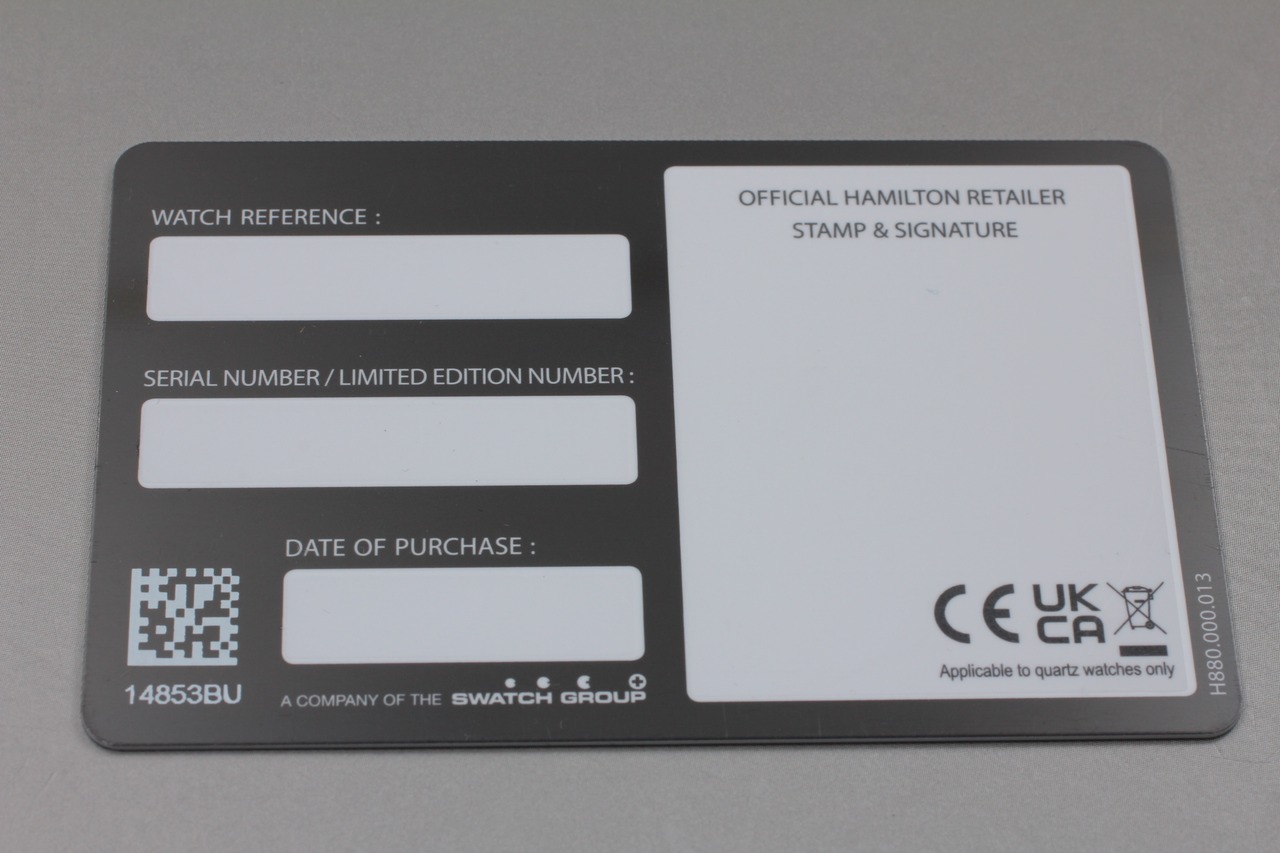 WATCH REFERENCE :
SERIAL NUMBER / LIMITED EDITION NUMBER :
DATE OF PURCHASE :
14853BU
A COMPANY OF THE SWATCH GROUP
OFFICIAL HAMILTON RETAILER
STAMP & SIGNATURE
CE UK
CA
Applicable to quartz watches only
H880.000.013